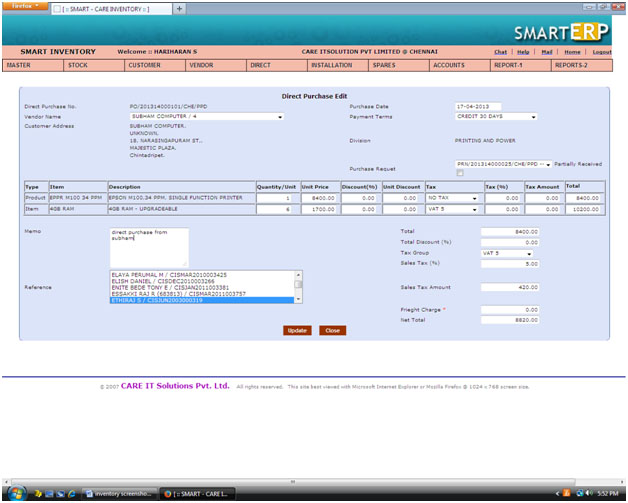 Firefox
[ :: SMART - CARE INVENTORY :: ]
SMARTERP
SMART INVENTORY Welcome :: HARIHARAN S CARE ITSOLUTION PVT LIMITED @ CHENNAI Chat | Help | Mail | Home | Logout
MASTER STOCK CUSTOMER VENDOR DIRECT INSTALLATION SPARES ACCOUNTS REPORT-1 REPORTS-2
Direct Purchase Edit
Direct Purchase No. PO/201314000101/CHE/PPD Purchase Date 17-04-2013
Vendor Name SUBHAM COMPUTER / 4 Payment Terms CREDIT 30 DAYS
Customer Address SUBHAM COMPUTER,
UNKNOWN,
18, NARASINGAPURAM ST,, Division PRINTING AND POWER
MAJESTIC PLAZA,
Chintadripet.
Purchase Requet PRN/201314000025/CHE/PPD -- Partially Received
Type Item Description Quantity/Unit Unit Price Discount(%) Unit Discount Tax Tax (%) Tax Amount Total
Product EPPR M100 34 PPM EPSON M100,34 PPM, SINGLE FUNCTION PRINTER 1 8400.00 0.00 0.00 NO TAX 0.00 0.00 8400.00
Item 4GB RAM 4GB RAM - UPGRADEABLE 6 1700.00 0.00 0.00 VAT 5 0.00 0.00 10200.00
Memo direct purchase from Total 8400.00
subham Total Discount (%) 0.00
Tax Group VAT 5
Sales Tax (%) 5.00
ELAYA PERUMAL M / CISMAR2010003425
ELISH DANIEL / CISDEC2010003266
Reference ENITE BEDE TONY E / CISJAN2011003381 Sales Tax Amount 420.00
ESSAKKI RAJ R (683813) / CISMAR2011003757
ETHIRAJ S / CISJUN2003000319
Frieght Charge * 0.00
Net Total 8820.00
Update Close
© 2007 CARE IT Solutions Pvt. Ltd. All rights reserved. This site best viewed with Microsoft Internet Explorer or Mozilla Firefox @ 1024 x 768 screen size.
inventory screensho... [ :: SMART - CARE I... 5:52 PM